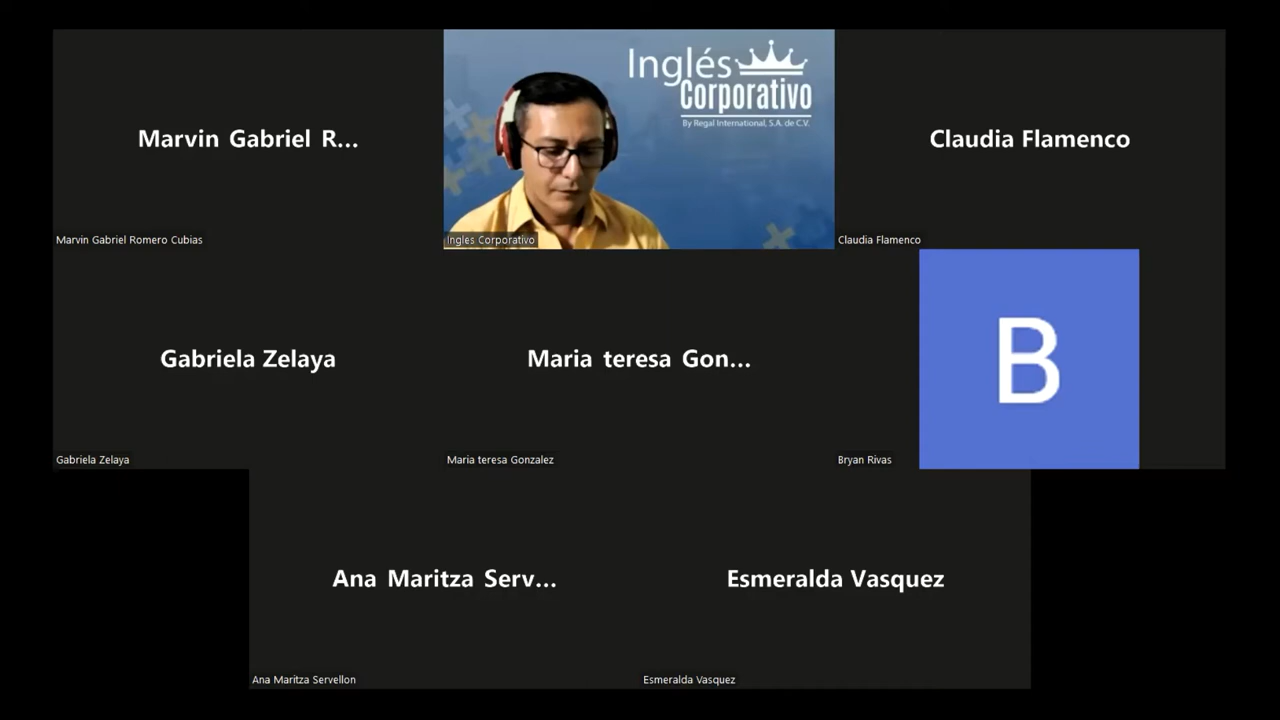 Marvin Gabriel R...
Marvin Gabriel Romero Cubias
Inglés
Corporativo
By Regal International, S.A. de C.V.
Ingles Corporativo
Claudia Flamenco
Claudia Flamenco
Gabriela Zelaya
Gabriela Zelaya
Maria teresa Gon...
Maria teresa Gonzalez
B
Bryan Rivas
Ana Maritza Serv...
Ana Maritza Servellon
Esmeralda Vasquez
Esmeralda Vasquez